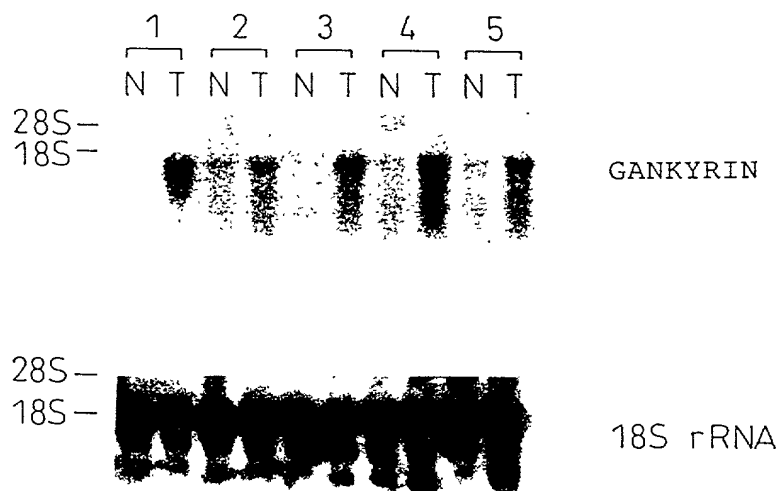 1 2 3 4 5
N T N T N T N T N T
28S—
18S—
GANKYRIN
28S—
18S—
18S rRNA